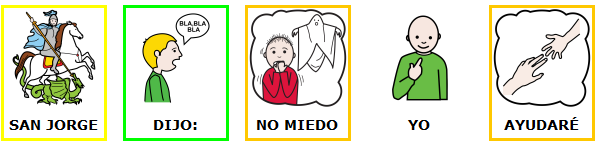 BLA,BLA
BLA
SAN JORGE
DIJO:
NO MIEDO
YO
AYUDARÉ